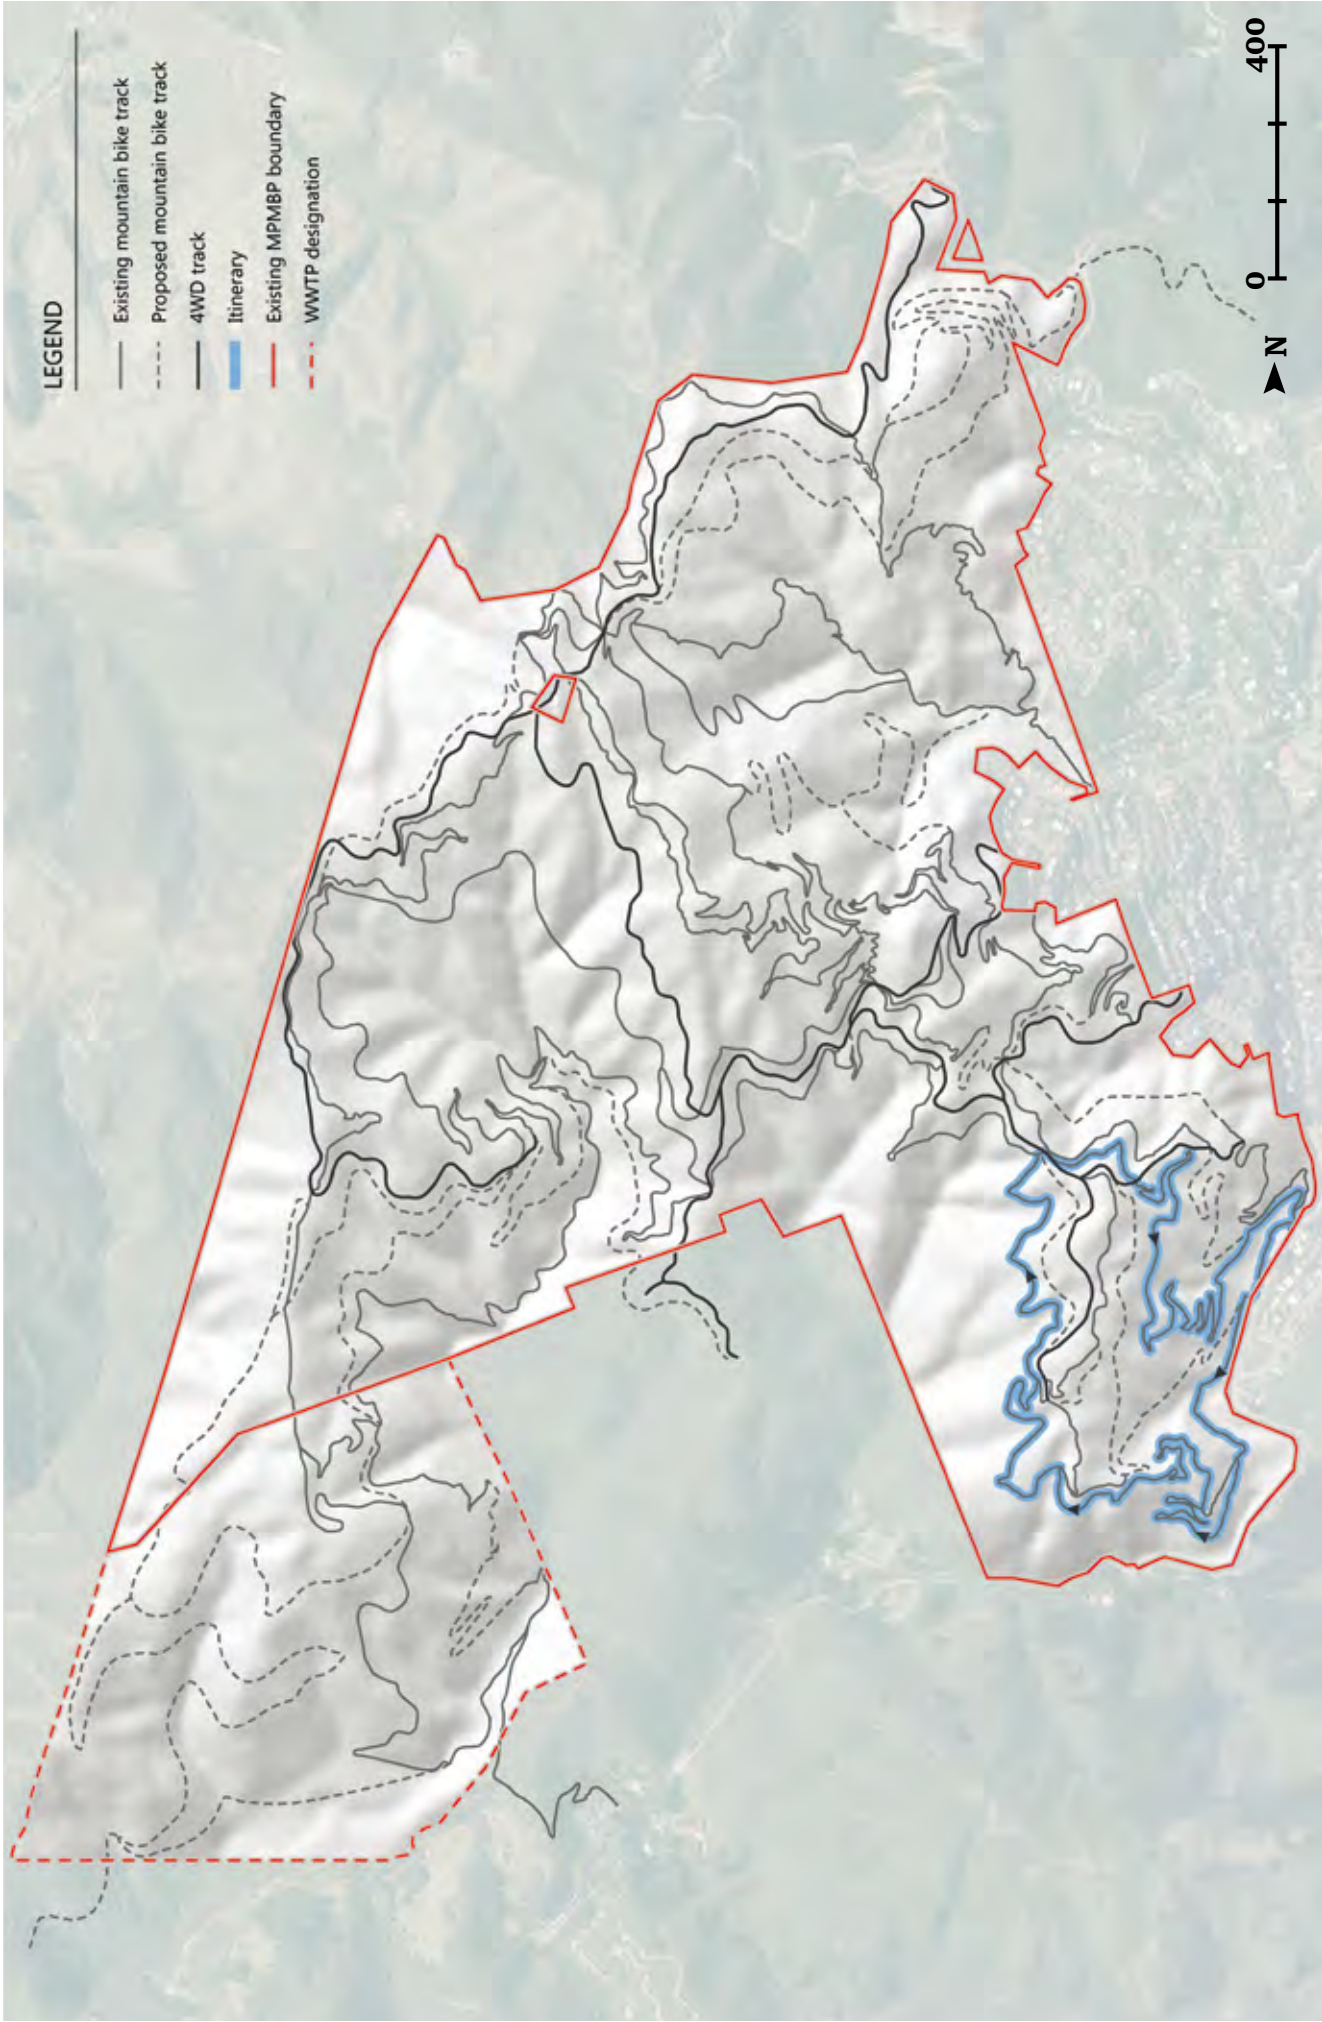 LEGEND
Existing mountain bike track
Proposed mountain bike track
4WD track
Itinerary
Existing MPMBP boundary
WWTP designation
N
0
400